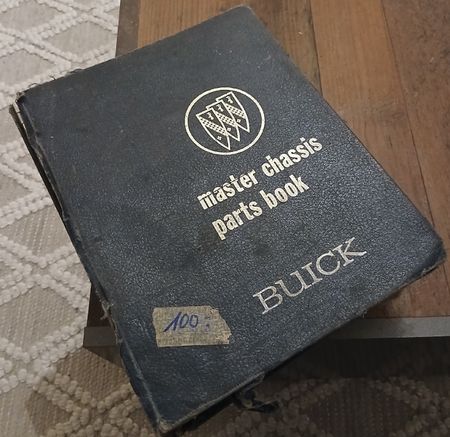 master chassis
parts book
BUICK
100:-